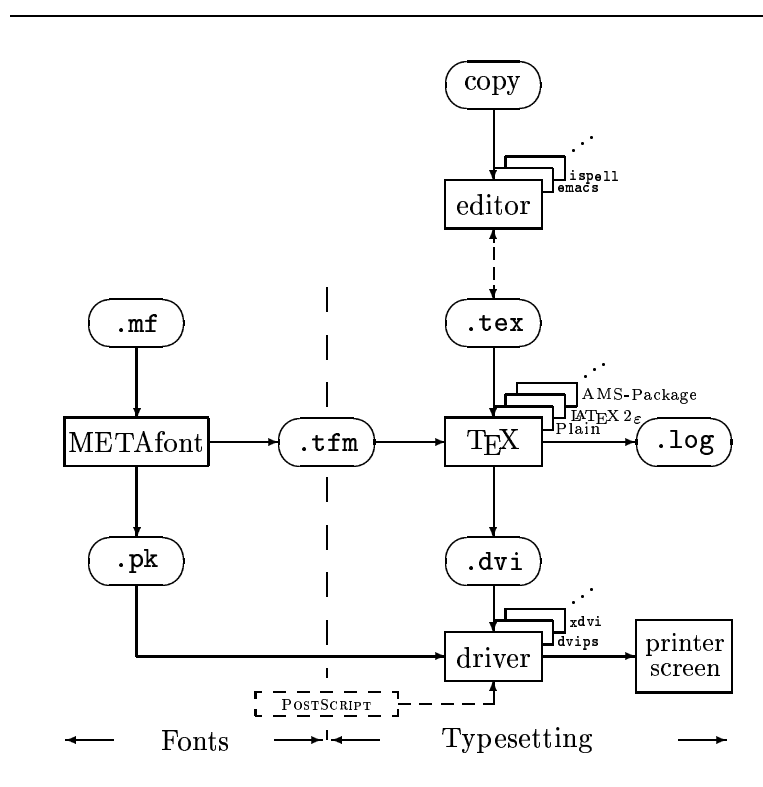 copy
ispell
emacs
editor
.mf
.tex
AMS-Package
LATEX 2ε
Plain
METAfont
.tfm
TEX
.log
.pk
.dvi
xdvi
dvips
driver
printer
screen
POSTSCRIPT
Fonts
Typesetting